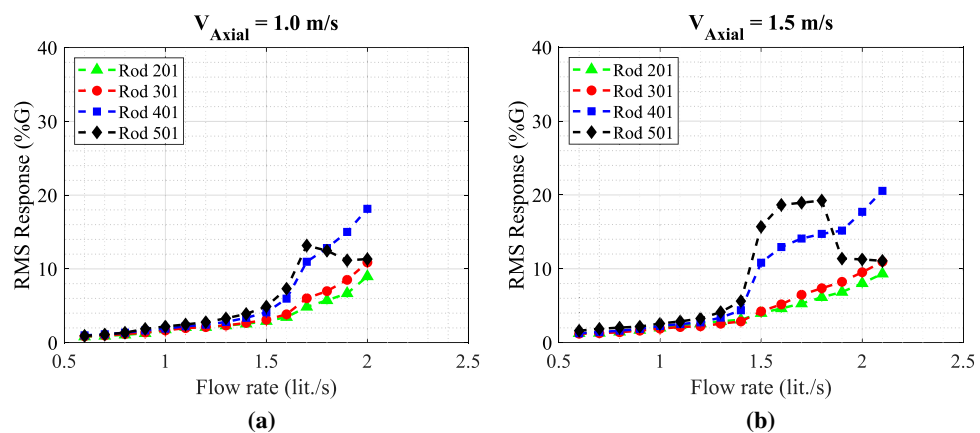 V_Axial = 1.0 m/s
RMS Response (%G)
40
30
20
10
0
Rod 201
Rod 301
Rod 401
Rod 501
0.5 1 1.5 2 2.5
Flow rate (lit./s)
(a)
V_Axial = 1.5 m/s
RMS Response (%G)
40
30
20
10
0
Rod 201
Rod 301
Rod 401
Rod 501
0.5 1 1.5 2 2.5
Flow rate (lit./s)
(b)